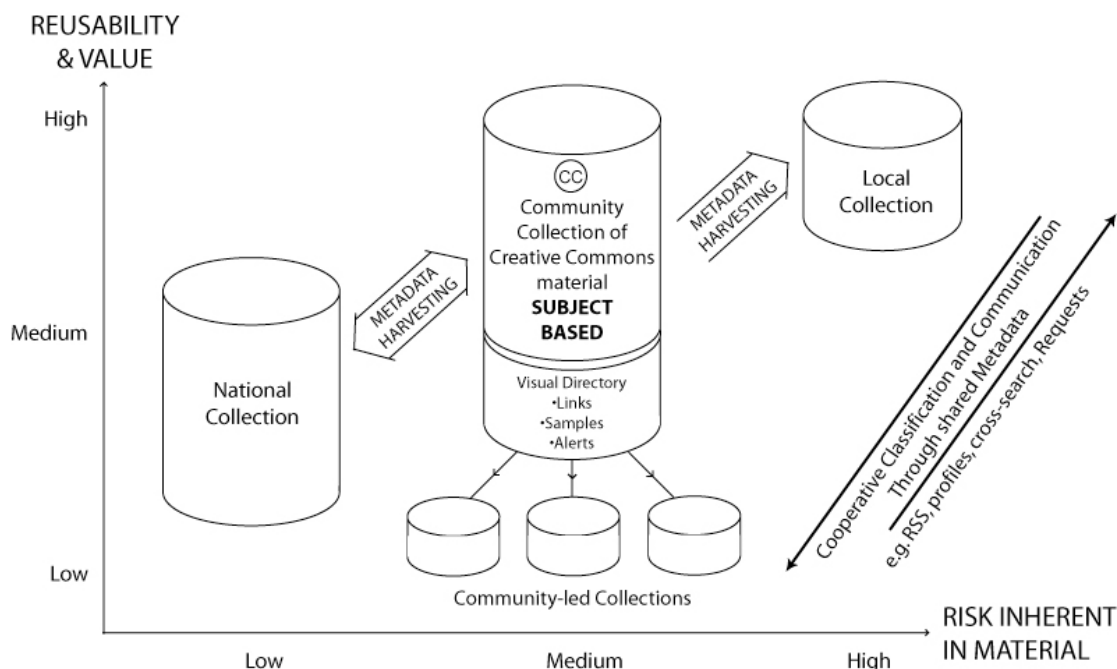 REUSABILITY
& VALUE
High
Medium
Low
National
Collection
METADATA
HARVESTING
CC
Community
Collection of
Creative Commons
material
SUBJECT
BASED
Visual Directory
•Links
•Samples
•Alerts
Community-led Collections
METADATA
HARVESTING
Local
Collection
Cooperative Classification and Communication
Through shared Metadata
e.g. RSS, profiles, cross-search, Requests
Low
Medium
High
RISK INHERENT
IN MATERIAL